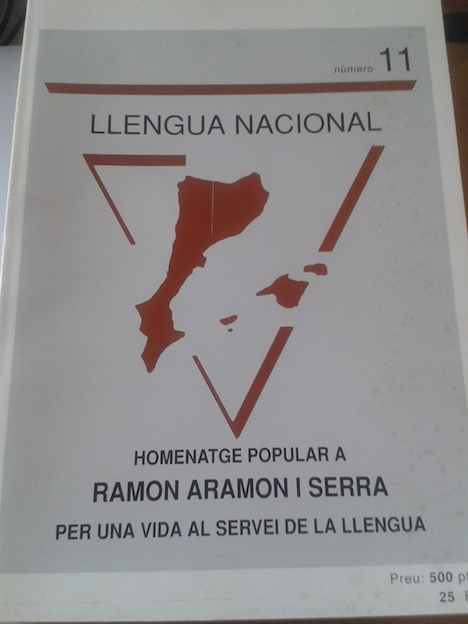 número 11
LLENGUA NACIONAL
HOMENATGE POPULAR A
RAMON ARAMON I SERRA
PER UNA VIDA AL SERVEI DE LA LLENGUA
Preu: 500
25